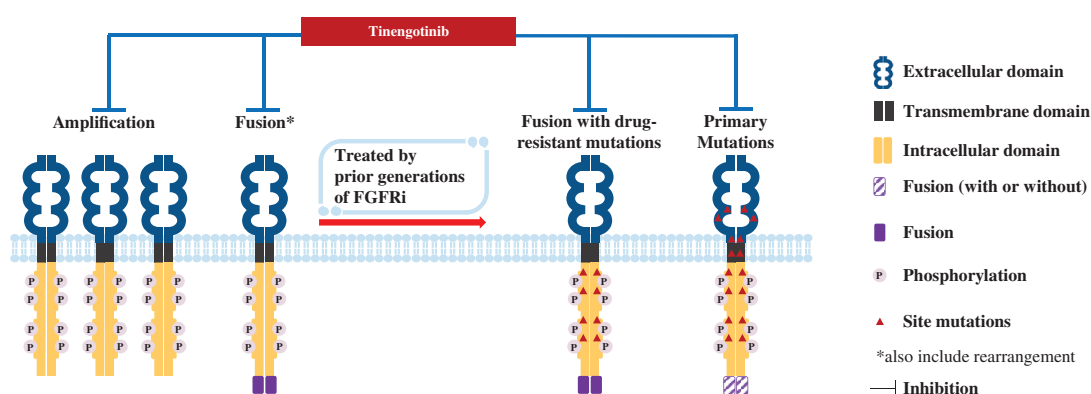 Tinengotinib
Amplification
Fusion*
Fusion with drug-
resistant mutations
Primary
Mutations
Treated by
prior generations
of FGFRi
P P P P P P P P P P
P P P P P P P P P P
P P P P P P P P P P
P P P P P P P P P P
Extracellular domain
Transmembrane domain
Intracellular domain
Fusion (with or without)
Fusion
P Phosphorylation
Site mutations
*also include rearrangement
Inhibition